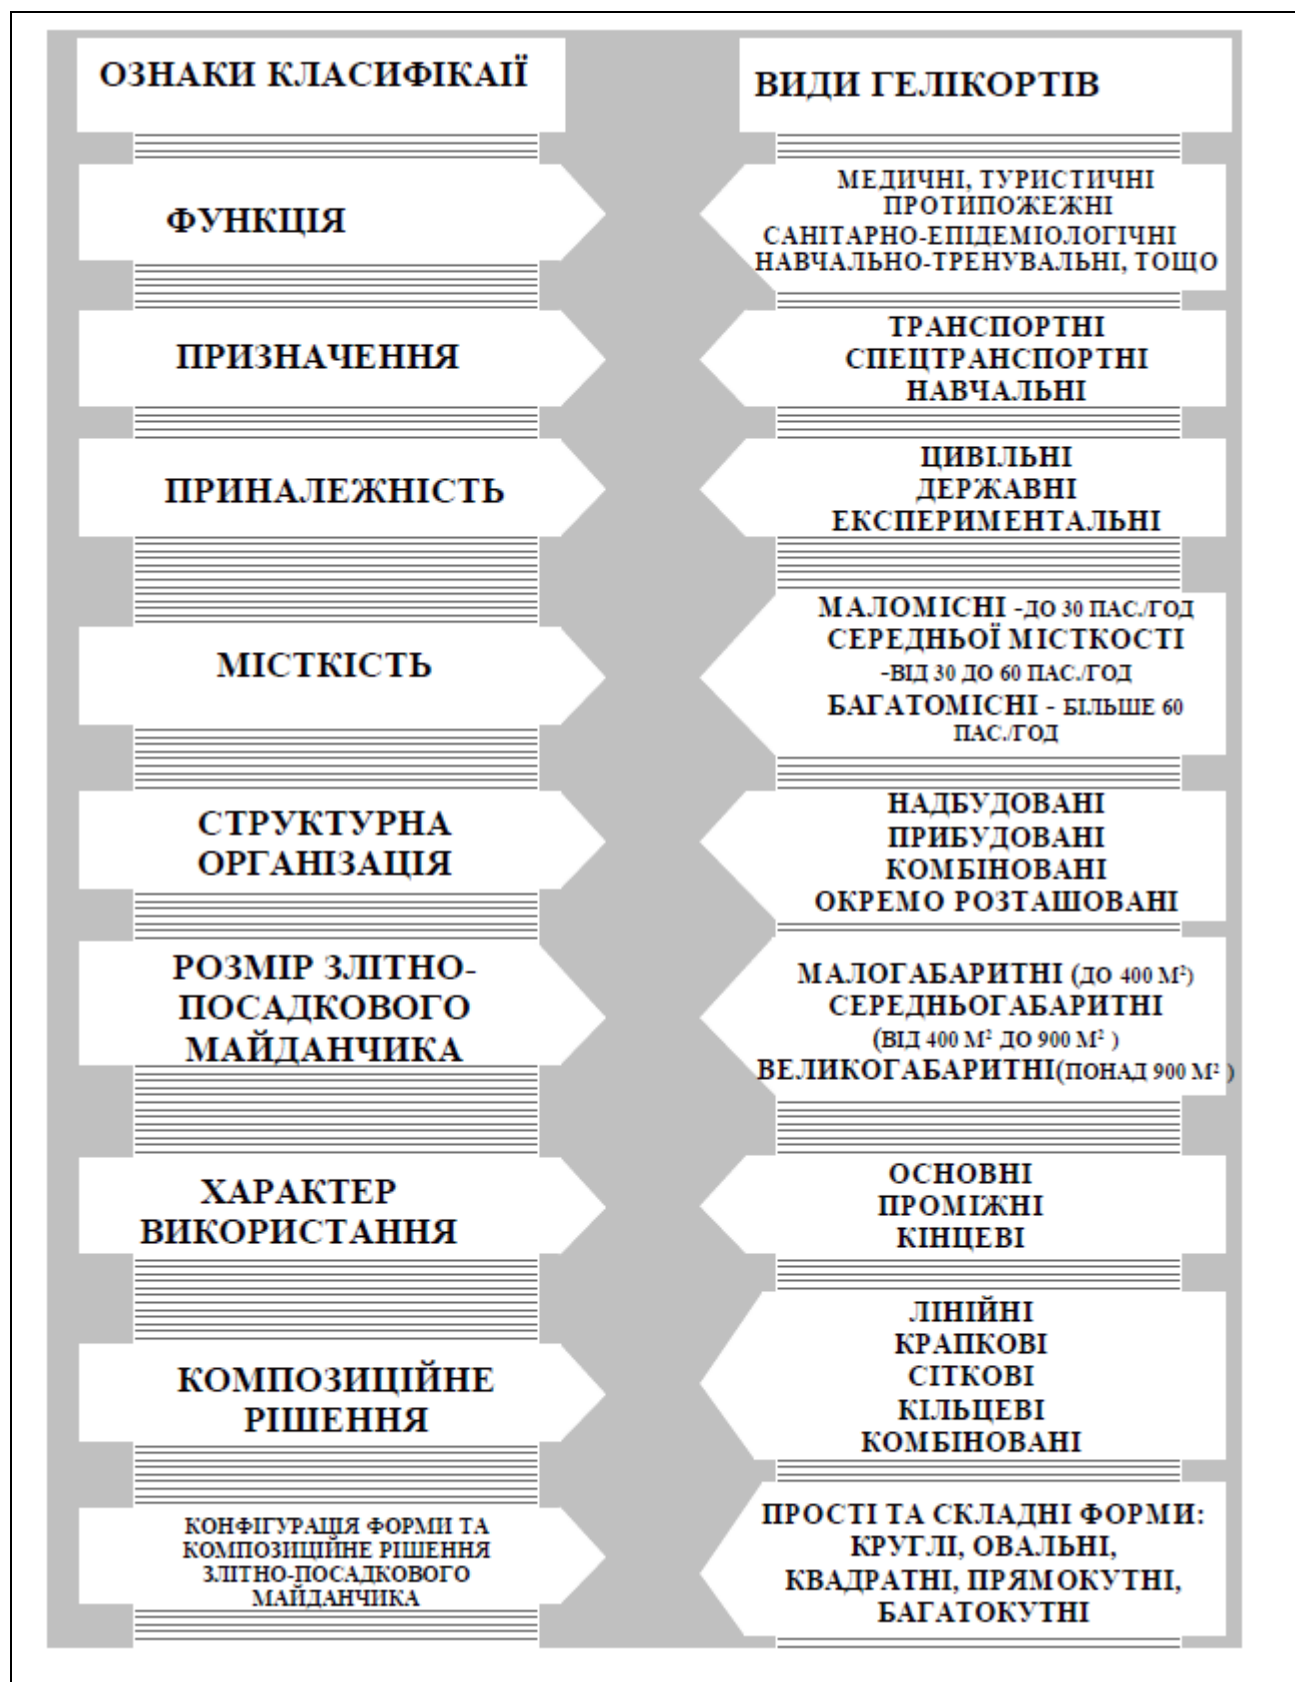 ОЗНАКИ КЛАСИФІКАІЇ
ВИДИ ГЕЛІКОРТІВ
ФУНКЦІЯ
МЕДИЧНІ, ТУРИСТИЧНІ
ПРОТИПОЖЕЖНІ
САНІТАРНО-ЕПІДЕМІОЛОГІЧНІ
НАВЧАЛЬНО-ТРЕНУВАЛЬНІ, ТОЩО
ПРИЗНАЧЕННЯ
ТРАНСПОРТНІ
СПЕЦТРАНСПОРТНІ
НАВЧАЛЬНІ
ПРИНАЛЕЖНІСТЬ
ЦИВІЛЬНІ
ДЕРЖАВНІ
ЕКСПЕРИМЕНТАЛЬНІ
МІСТКІСТЬ
МАЛОМІСНІ -ДО 30 ПАС./ГОД
СЕРЕДНЬОЇ МІСТКОСТІ
-ВІД 30 ДО 60 ПАС./ГОД
БАГАТОМІСНІ - БІЛЬШЕ 60
ПАС./ГОД
СТРУКТУРНА
ОРГАНІЗАЦІЯ
НАДБУДОВАНІ
ПРИБУДОВАНІ
КОМБІНОВАНІ
ОКРЕМО РОЗТАШОВАНІ
РОЗМІР ЗЛІТНО-
ПОСАДКОВОГО
МАЙДАНЧИКА
МАЛОГАБАРИТНІ (ДО 400 М²)
СЕРЕДНЬОГАБАРИТНІ
(ВІД 400 М² ДО 900 М² )
ВЕЛИКОГАБАРИТНІ(ПОНАД 900 М² )
ХАРАКТЕР
ВИКОРИСТАННЯ
ОСНОВНІ
ПРОМІЖНІ
КІНЦЕВІ
КОМПОЗИЦІЙНЕ
РІШЕННЯ
ЛІНІЙНІ
КРАПКОВІ
СІТКОВІ
КІЛЬЦЕВІ
КОМБІНОВАНІ
КОНФІГУРАЦІЯ ФОРМИ ТА
КОМПОЗИЦІЙНЕ РІШЕННЯ
ЗЛІТНО-ПОСАДКОВОГО
МАЙДАНЧИКА
ПРОСТІ ТА СКЛАДНІ ФОРМИ:
КРУГЛІ, ОВАЛЬНІ,
КВАДРАТНІ, ПРЯМОКУТНІ,
БАГАТОКУТНІ